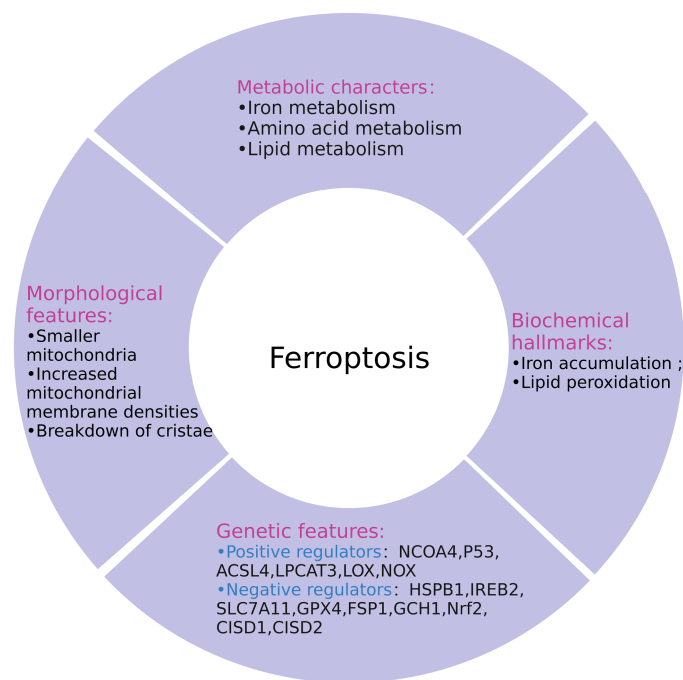 Metabolic characters:
•Iron metabolism
•Amino acid metabolism
•Lipid metabolism
Morphological
features:
•Smaller
mitochondria
•Increased
mitochondrial
membrane densities
•Breakdown of cristae
Ferroptosis
Biochemical
hallmarks:
•Iron accumulation ;
•Lipid peroxidation
Genetic features:
•Positive regulators: NCOA4,P53,
ACSL4,LPCAT3,LOX,NOX
•Negative regulators: HSPB1,IREB2,
SLC7A11,GPX4,FSP1,GCH1,Nrf2,
CISD1,CISD2